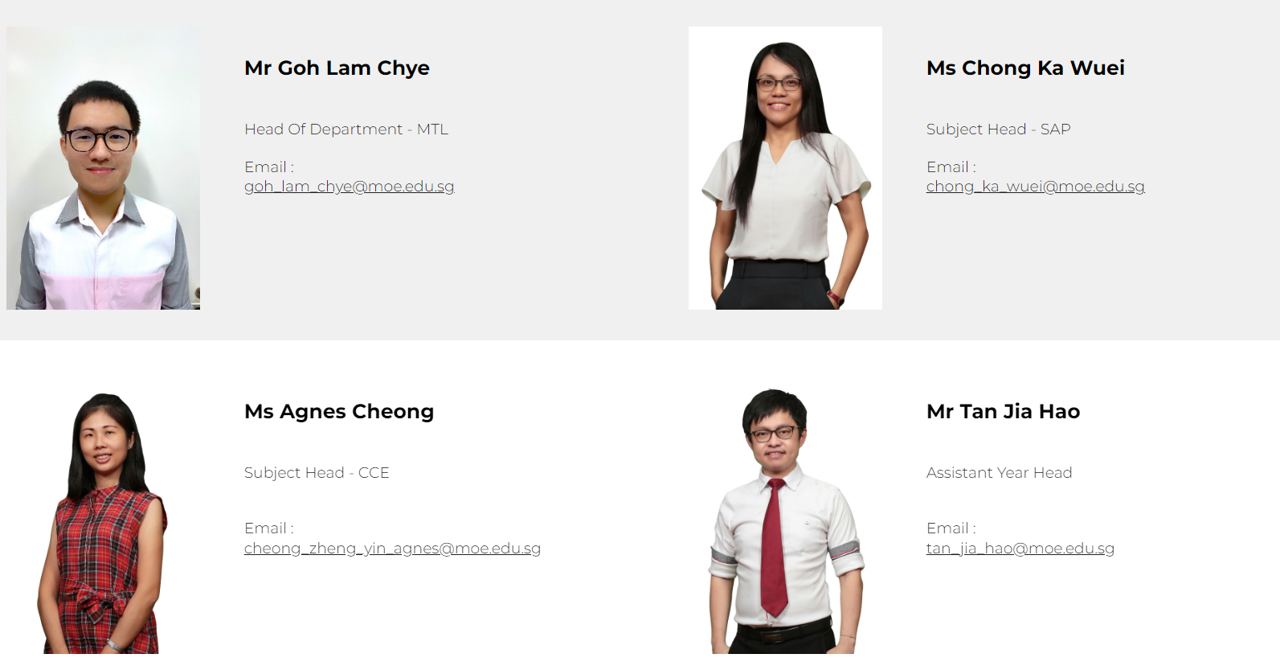 Mr Goh Lam Chye
Head Of Department - MTL
Email :
goh_lam_chye@moe.edu.sg
Ms Chong Ka Wuei
Subject Head - SAP
Email :
chong_ka_wuei@moe.edu.sg
Ms Agnes Cheong
Subject Head - CCE
Email :
cheong_zheng_yin_agnes@moe.edu.sg
Mr Tan Jia Hao
Assistant Year Head
Email :
tan_jia_hao@moe.edu.sg